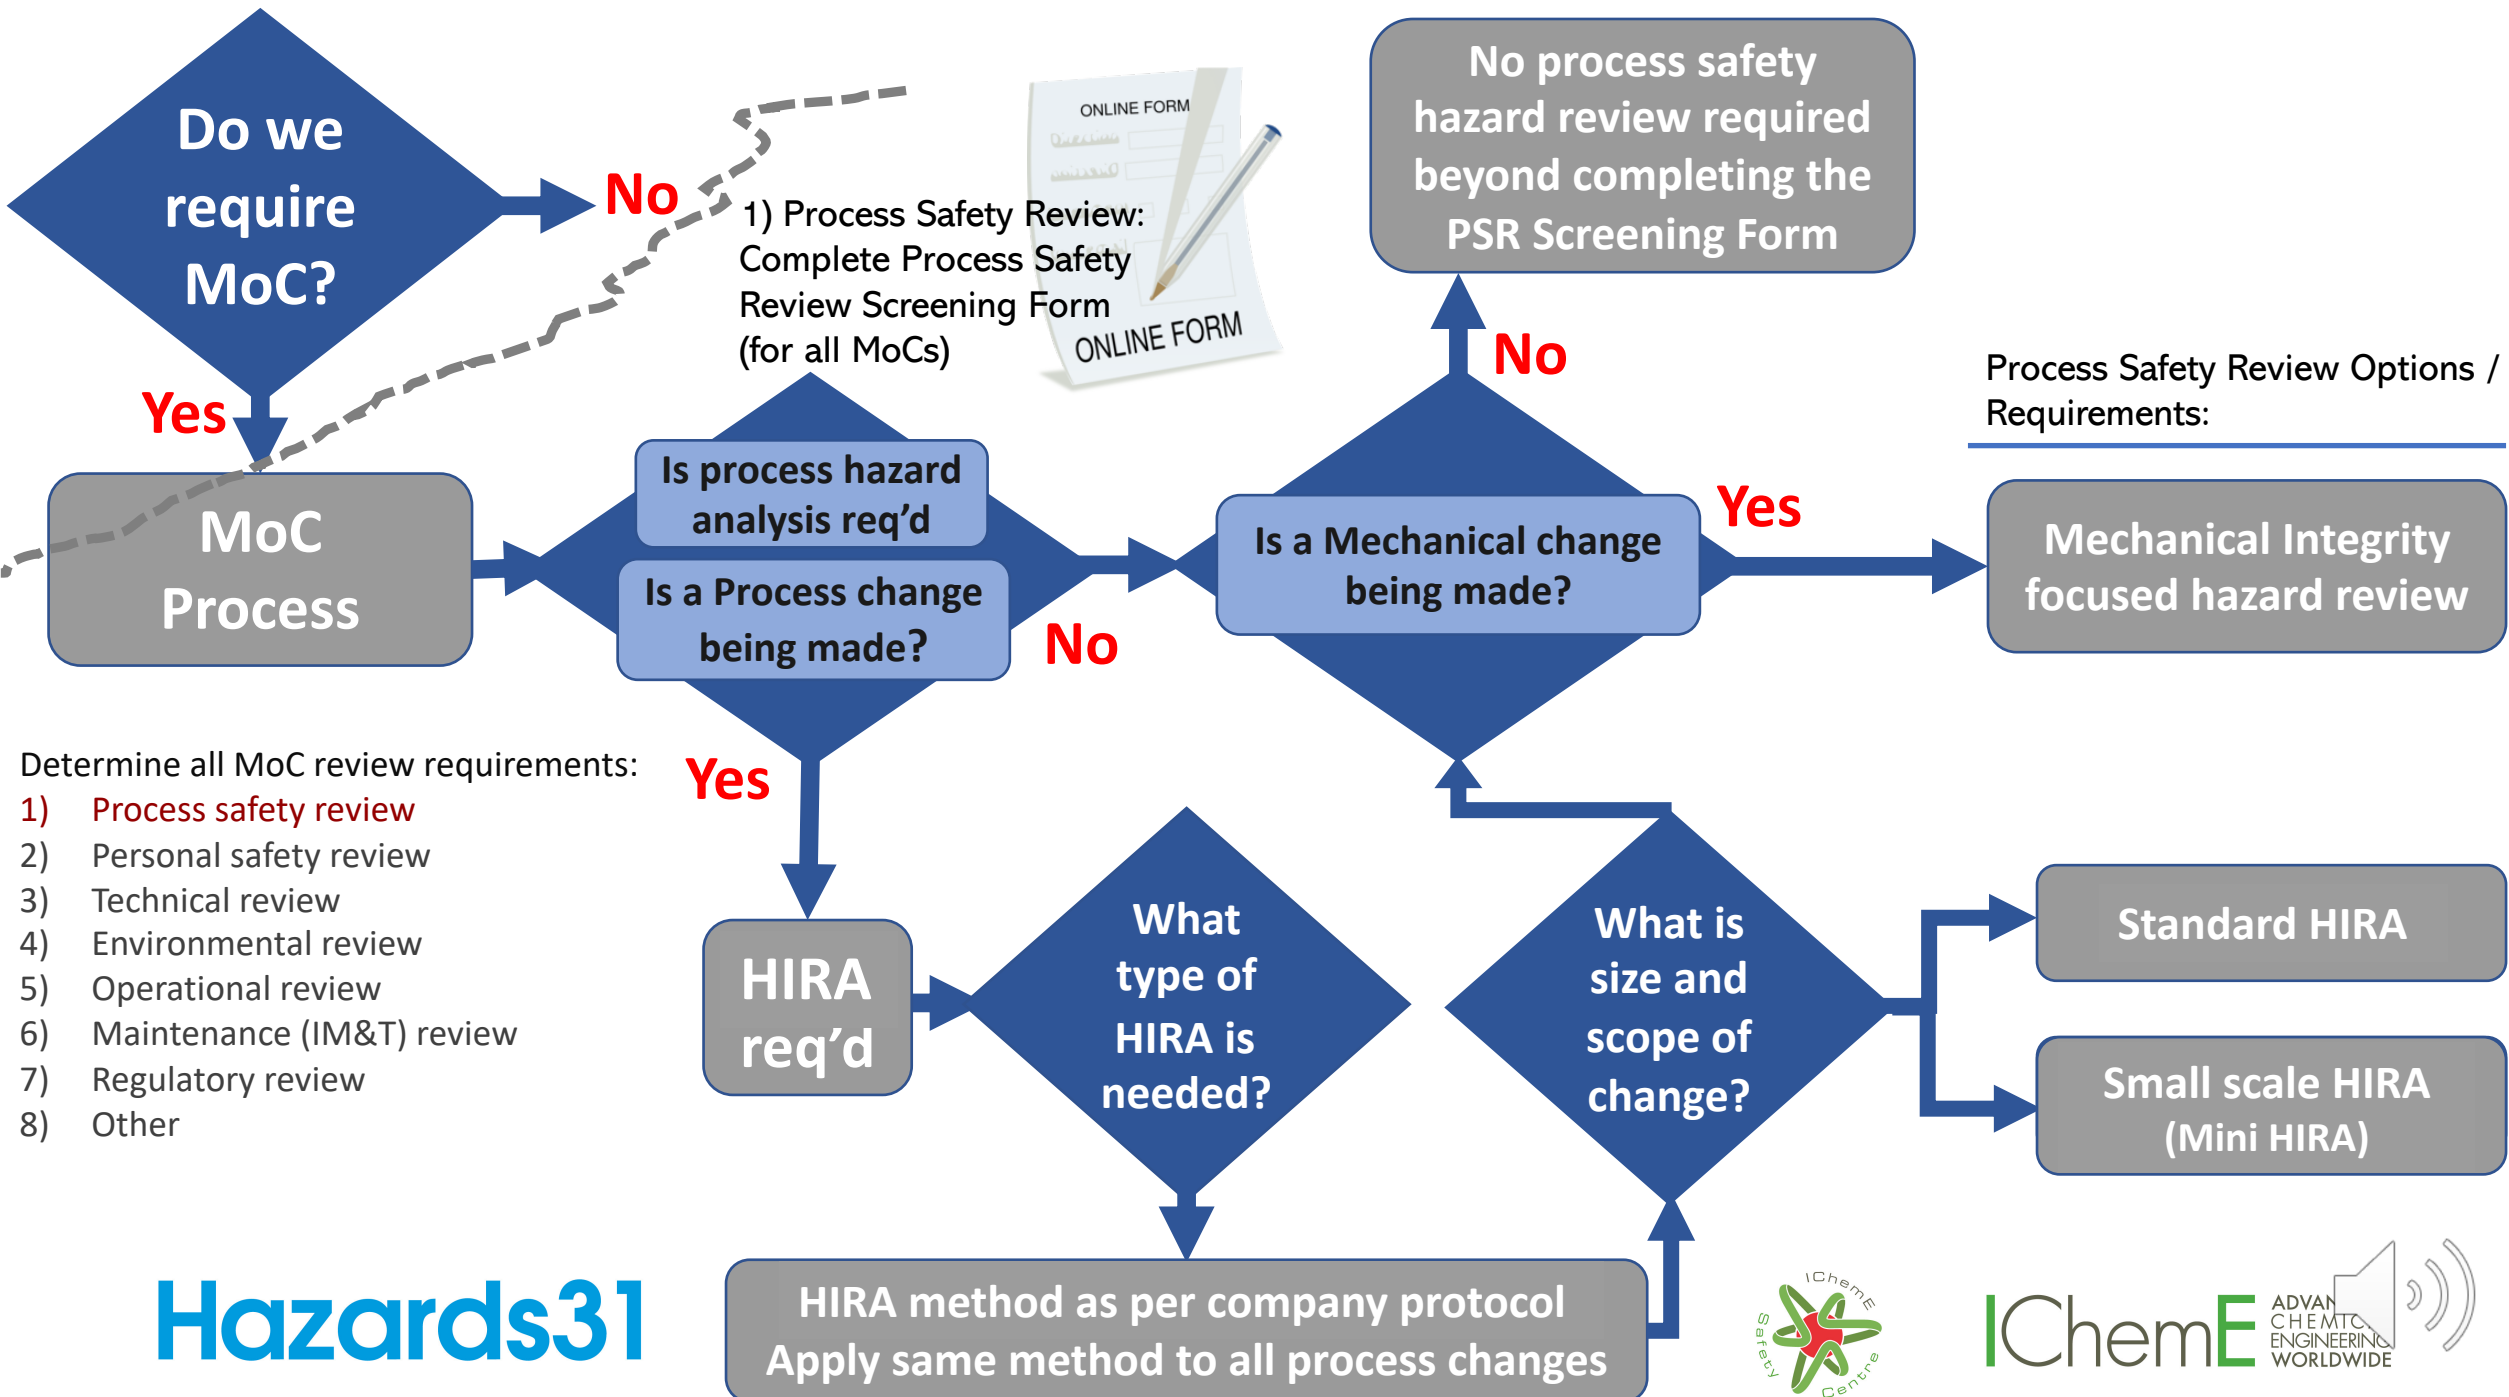 Do we
require
MoC?
No
Yes
MoC
Process
1) Process Safety Review:
Complete Process Safety
Review Screening Form
(for all MoCs)
ONLINE FORM
ONLINE FORM
Is process hazard
analysis req’d
Is a Process change
being made?
No
Yes
No process safety
hazard review required
beyond completing the
PSR Screening Form
No
Is a Mechanical change
being made?
Yes
Process Safety Review Options /
Requirements:
Mechanical Integrity
focused hazard review
Determine all MoC review requirements:
1) Process safety review
2) Personal safety review
3) Technical review
4) Environmental review
5) Operational review
6) Maintenance (IM&T) review
7) Regulatory review
8) Other
HIRA
req’d
What
type of
HIRA is
needed?
What is
size and
scope of
change?
Standard HIRA
Small scale HIRA
(Mini HIRA)
HIRA method as per company protocol
Apply same method to all process changes
Hazards31
IChemE
Safety
Centre
IChemE
ENGINEERING
WORLDWIDE